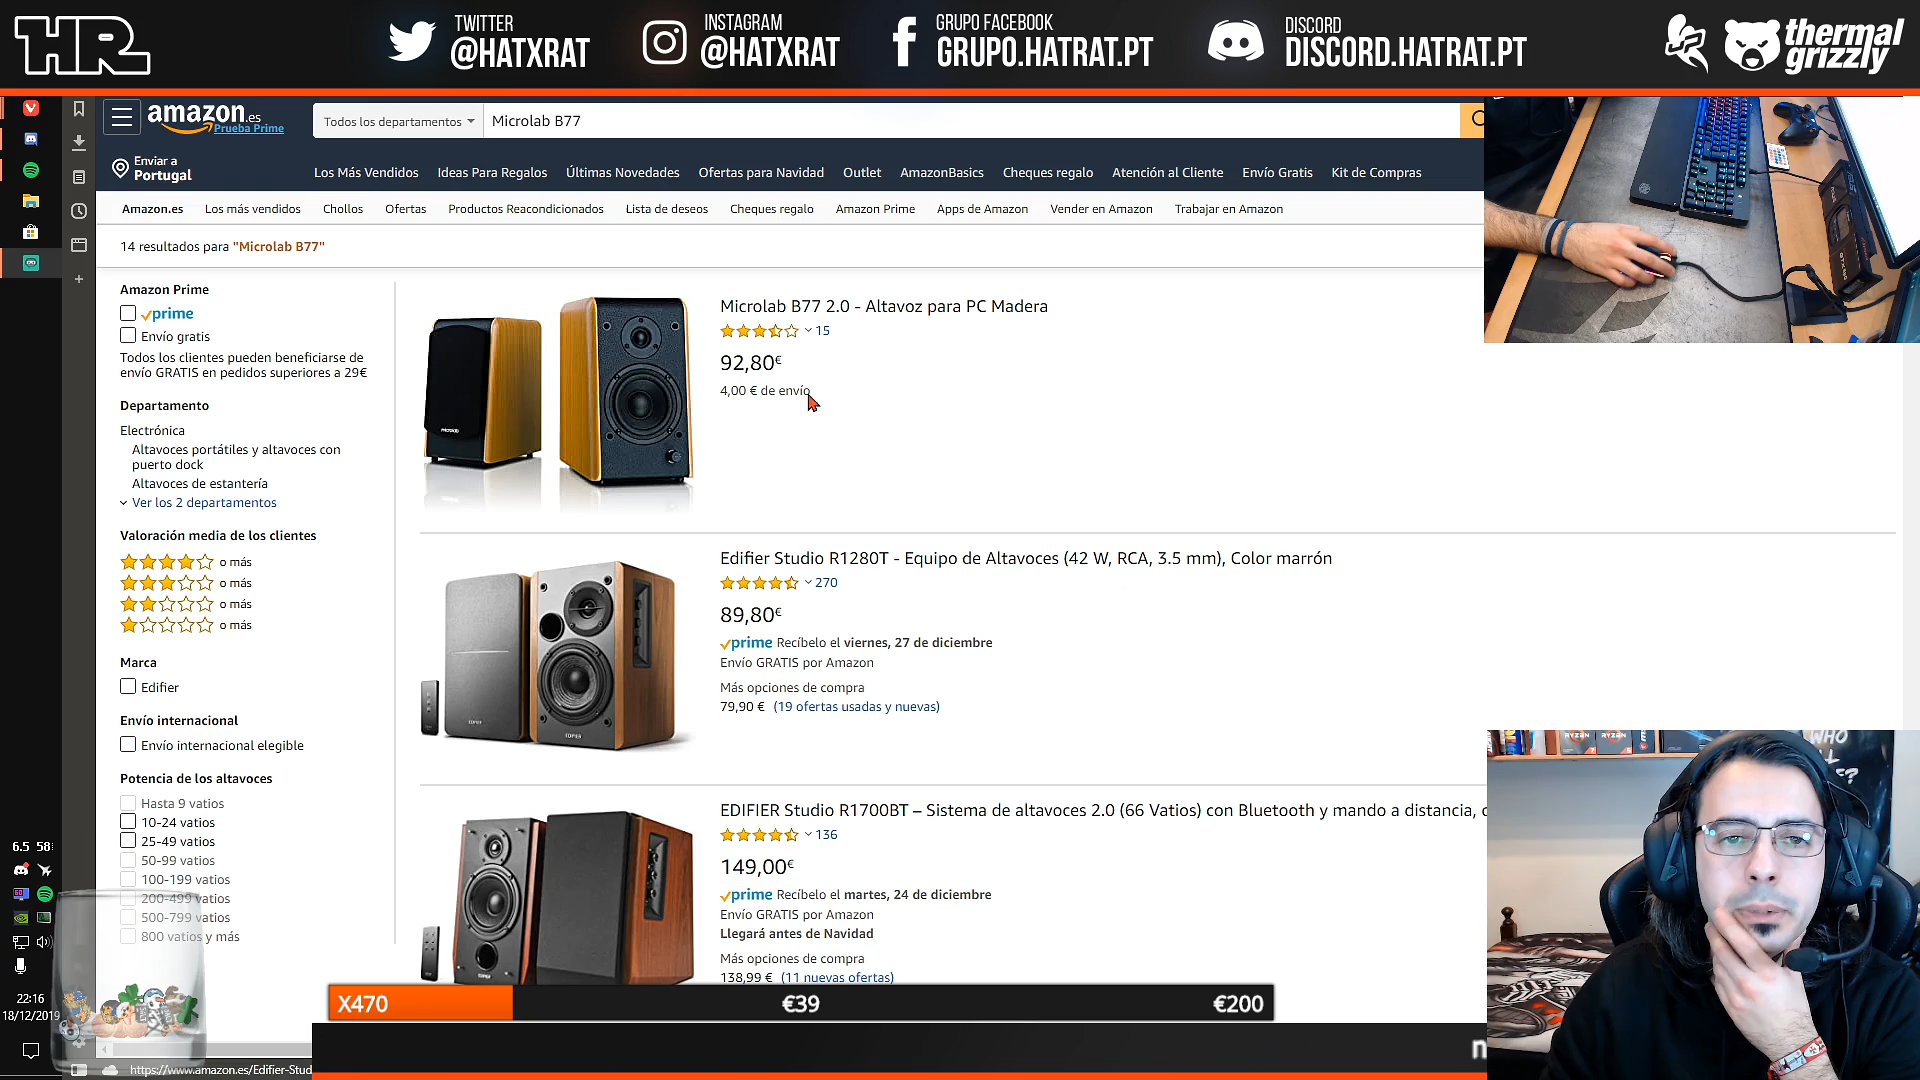 HR
TWITTER
@HATXRAT
INSTAGRAM
@HATXRAT
GRUPO FACEBOOK
GRUPO.HATRAT.PT
DISCORD
DISCORD.HATRAT.PT
thermal
grizzly
amazon.es
Prueba Prime
Todos los departamentos
Microlab B77
Enviar a
Portugal
Los Más Vendidos
Ideas Para Regalos
Últimas Novedades
Ofertas para Navidad
Outlet
AmazonBasics
Cheques regalo
Atención al Cliente
Envío Gratis
Kit de Compras
Amazon.es
Los más vendidos
Chollos
Ofertas
Productos Reacondicionados
Lista de deseos
Cheques regalo
Amazon Prime
Apps de Amazon
Vender en Amazon
Trabajar en Amazon
14 resultados para "Microlab B77"
Amazon Prime
prime
Envío gratis
Todos los clientes pueden beneficiarse de
envío GRATIS en pedidos superiores a 29€
Departamento
Electrónica
Altavoces portátiles y altavoces con
puerto dock
Altavoces de estantería
Ver los 2 departamentos
Valoración media de los clientes
o más
o más
o más
o más
Marca
Edifier
Envío internacional
Envío internacional elegible
Potencia de los altavoces
Hasta 9 vatios
10-24 vatios
25-49 vatios
50-99 vatios
100-199 vatios
200-499 vatios
500-799 vatios
800 vatios y más
Microlab B77 2.0 - Altavoz para PC Madera
15
92,80€
4,00 € de envío
Edifier Studio R1280T - Equipo de Altavoces (42 W, RCA, 3.5 mm), Color marrón
270
89,80€
prime Recíbelo el viernes, 27 de diciembre
Envío GRATIS por Amazon
Más opciones de compra
79,90 € (19 ofertas usadas y nuevas)
EDIFIER Studio R1700BT – Sistema de altavoces 2.0 (66 Vatios) con Bluetooth y mando a distancia, c
136
149,00€
prime Recíbelo el martes, 24 de diciembre
Envío GRATIS por Amazon
Llegará antes de Navidad
Más opciones de compra
138,99 € (11 nuevas ofertas)
X470
€39
€200
6.5 58
22:16
18/12/2019
https://www.amazon.es/Edifier-Stud
microlab
EDIFIER
EDIFIER
RYZEN
RYZEN
WHO